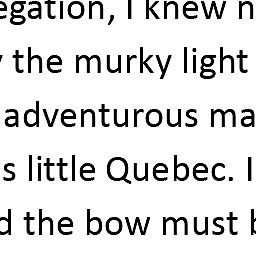 egation, I knew n
the murky light
adventurous ma
s little Quebec. I
d the bow must b